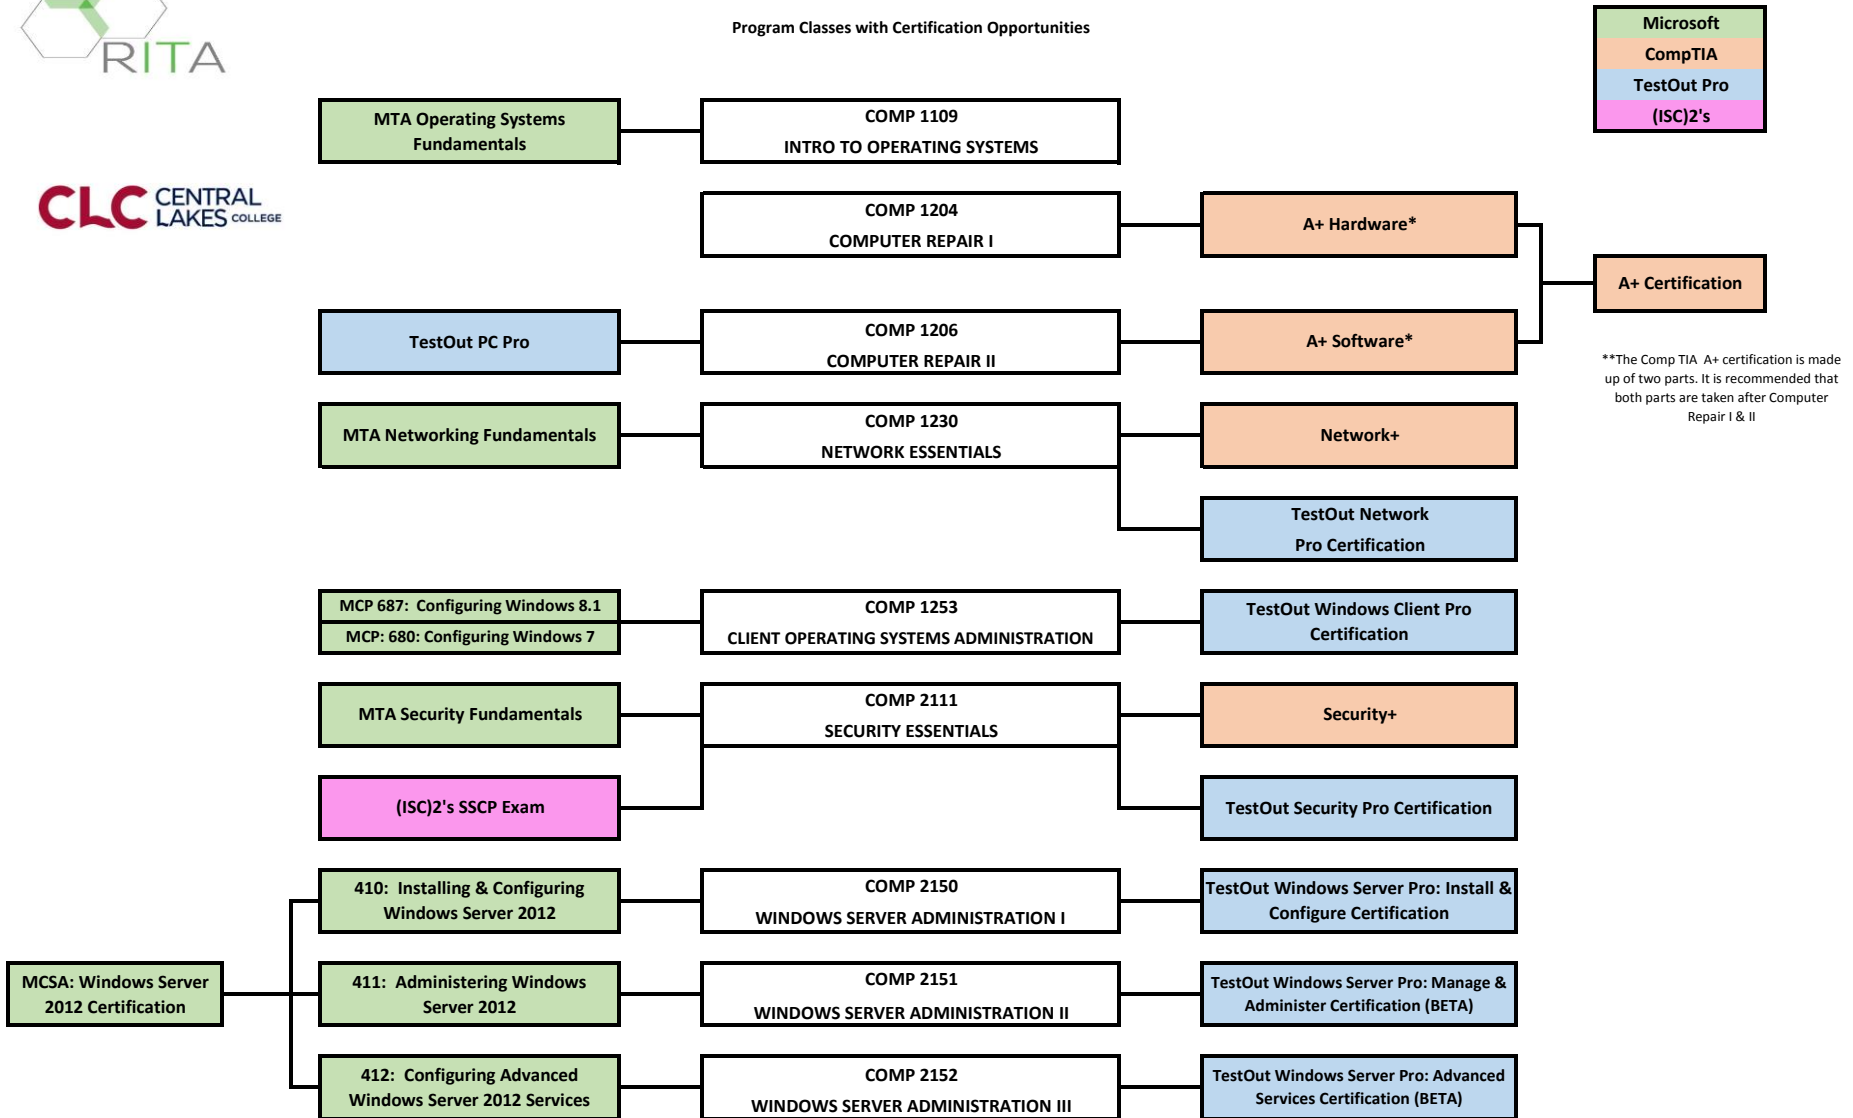 RITA
Program Classes with Certification Opportunities
Microsoft
CompTIA
TestOut Pro
(ISC)2's
MTA Operating Systems
Fundamentals
COMP 1109
INTRO TO OPERATING SYSTEMS
CLC CENTRAL
LAKES COLLEGE
COMP 1204
COMPUTER REPAIR I
A+ Hardware*
A+ Certification
TestOut PC Pro
COMP 1206
COMPUTER REPAIR II
A+ Software*
**The Comp TIA  A+ certification is made
up of two parts. It is recommended that
both parts are taken after Computer
Repair I & II
MTA Networking Fundamentals
COMP 1230
NETWORK ESSENTIALS
Network+
TestOut Network
Pro Certification
MCP 687:  Configuring Windows 8.1
MCP: 680: Configuring Windows 7
COMP 1253
CLIENT OPERATING SYSTEMS ADMINISTRATION
TestOut Windows Client Pro
Certification
MTA Security Fundamentals
COMP 2111
SECURITY ESSENTIALS
Security+
(ISC)2's SSCP Exam
TestOut Security Pro Certification
410:  Installing & Configuring
Windows Server 2012
COMP 2150
WINDOWS SERVER ADMINISTRATION I
TestOut Windows Server Pro: Install &
Configure Certification
MCSA: Windows Server
2012 Certification
411:  Administering Windows
Server 2012
COMP 2151
WINDOWS SERVER ADMINISTRATION II
TestOut Windows Server Pro: Manage &
Administer Certification (BETA)
412:  Configuring Advanced
Windows Server 2012 Services
COMP 2152
WINDOWS SERVER ADMINISTRATION III
TestOut Windows Server Pro: Advanced
Services Certification (BETA)